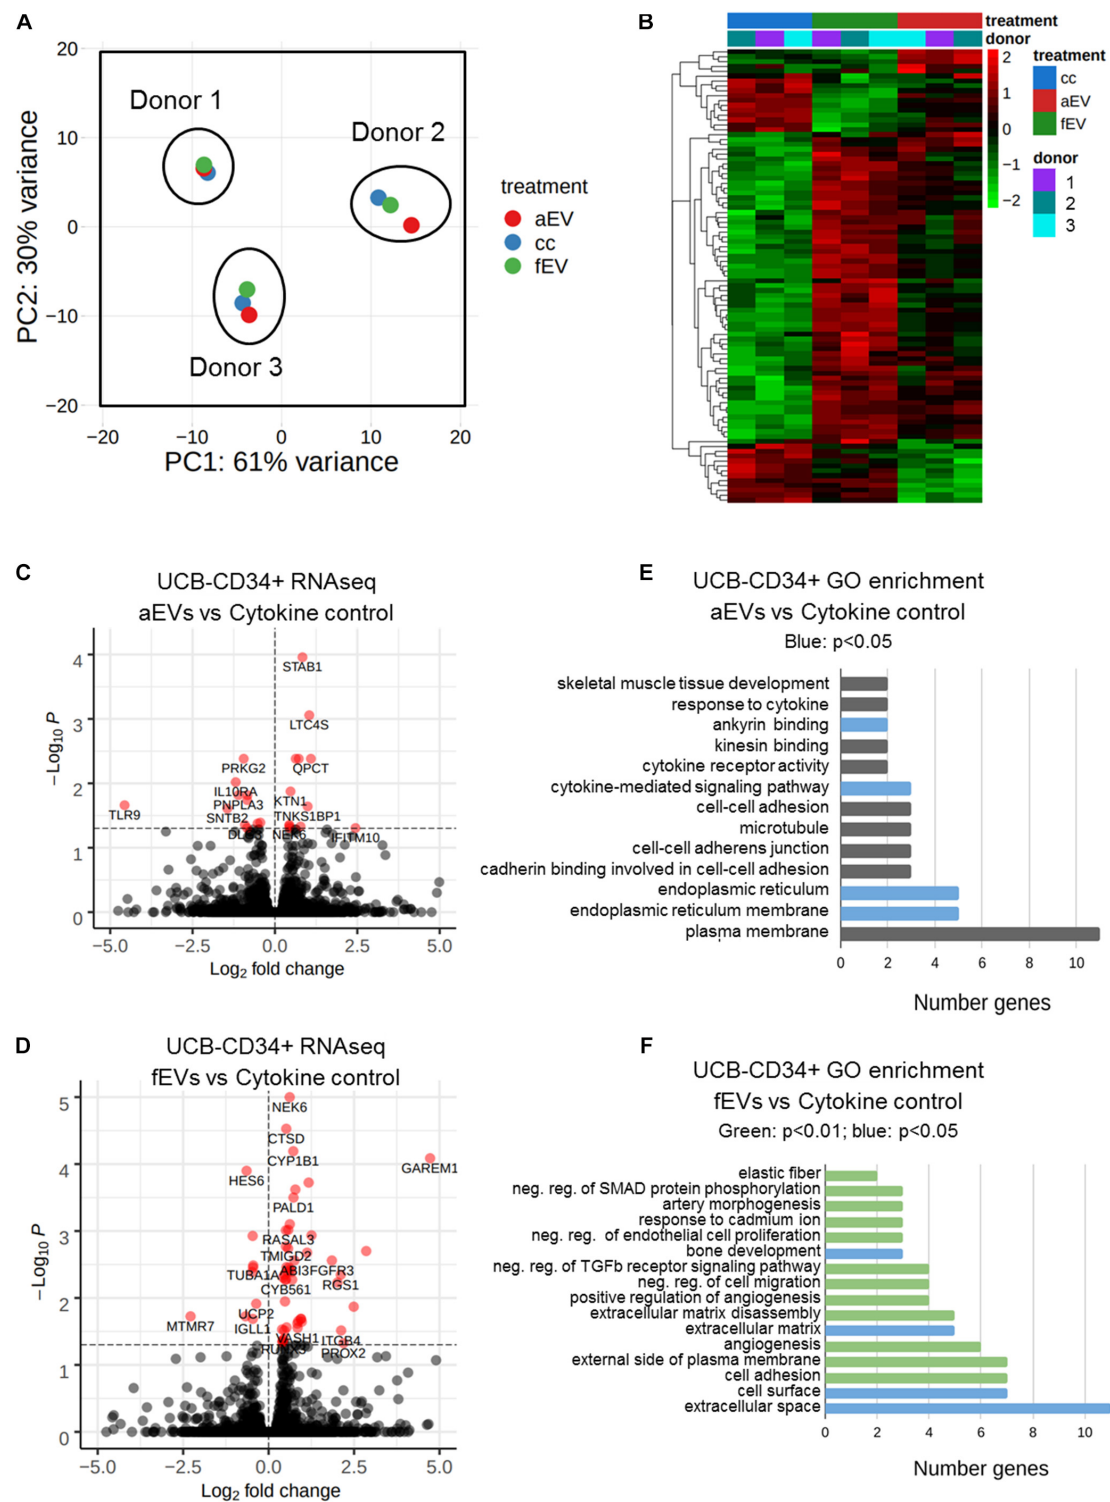 A
20
10
0
−10
−20
−20
−10
0
10
20
PC2: 30% variance
PC1: 61% variance
Donor 1
Donor 2
Donor 3
treatment
aEV
cc
fEV
B
treatment
donor
2
1
0
−1
−2
treatment
cc
aEV
fEV
donor
1
2
3
C
UCB-CD34+ RNAseq
aEVs vs Cytokine control
4
3
2
1
0
−Log10 P
STAB1
LTC4S
PRKG2
QPCT
IL10RA
KTN1
PNPLA3
TLR9
SNTB2
TNKS1BP1
NEK6
IFITM10
−5.0
−2.5
0.0
2.5
5.0
Log2 fold change
E
UCB-CD34+ GO enrichment
aEVs vs Cytokine control
Blue: p<0.05
skeletal muscle tissue development
response to cytokine
ankyrin binding
kinesin binding
cytokine receptor activity
cytokine-mediated signaling pathway
cell-cell adhesion
microtubule
cell-cell adherens junction
cadherin binding involved in cell-cell adhesion
endoplasmic reticulum
endoplasmic reticulum membrane
plasma membrane
0
2
4
6
8
10
Number genes
D
UCB-CD34+ RNAseq
fEVs vs Cytokine control
5
4
3
2
1
0
−Log10 P
NEK6
CTSD
CYP1B1
GAREM1
HES6
PALD1
RASAL3
TMIGD2
TUBA1A
ABI3
FGFR3
RGS1
CYB561
UCP2
MTMR7
IGLL1
VASH1
ITGB4
PROX2
−5.0
−2.5
0.0
2.5
5.0
Log2 fold change
F
UCB-CD34+ GO enrichment
fEVs vs Cytokine control
Green: p<0.01; blue: p<0.05
elastic fiber
neg. reg. of SMAD protein phosphorylation
artery morphogenesis
response to cadmium ion
neg. reg. of endothelial cell proliferation
bone development
neg. reg. of TGFb receptor signaling pathway
neg. reg. of cell migration
positive regulation of angiogenesis
extracellular matrix disassembly
extracellular matrix
angiogenesis
external side of plasma membrane
cell adhesion
cell surface
extracellular space
0
2
4
6
8
10
Number genes